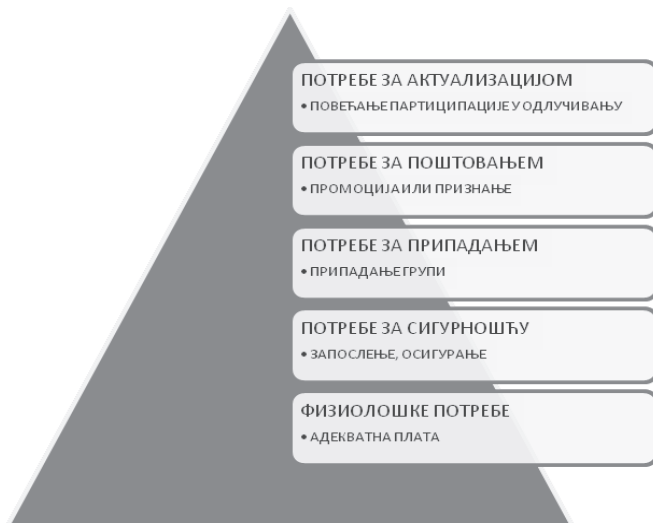 ПОТРЕБЕ ЗА АКТУАЛИЗАЦИЈОМ
• ПОВЕЋАЊЕ ПАРТИЦИПАЦИЈЕ У ОДЛУЧИВАЊУ
ПОТРЕБЕ ЗА ПОШТОВАЊЕМ
• ПРОМОЦИЈА ИЛИ ПРИЗНАЊЕ
ПОТРЕБЕ ЗА ПРИПАДАЊЕМ
• ПРИПАДАЊЕ ГРУПИ
ПОТРЕБЕ ЗА СИГУРНОШЋУ
• ЗАПОСЛЕЊЕ, ОСИГУРАЊЕ
ФИЗИОЛОШКЕ ПОТРЕБЕ
• АДЕКВАТНА ПЛАТА